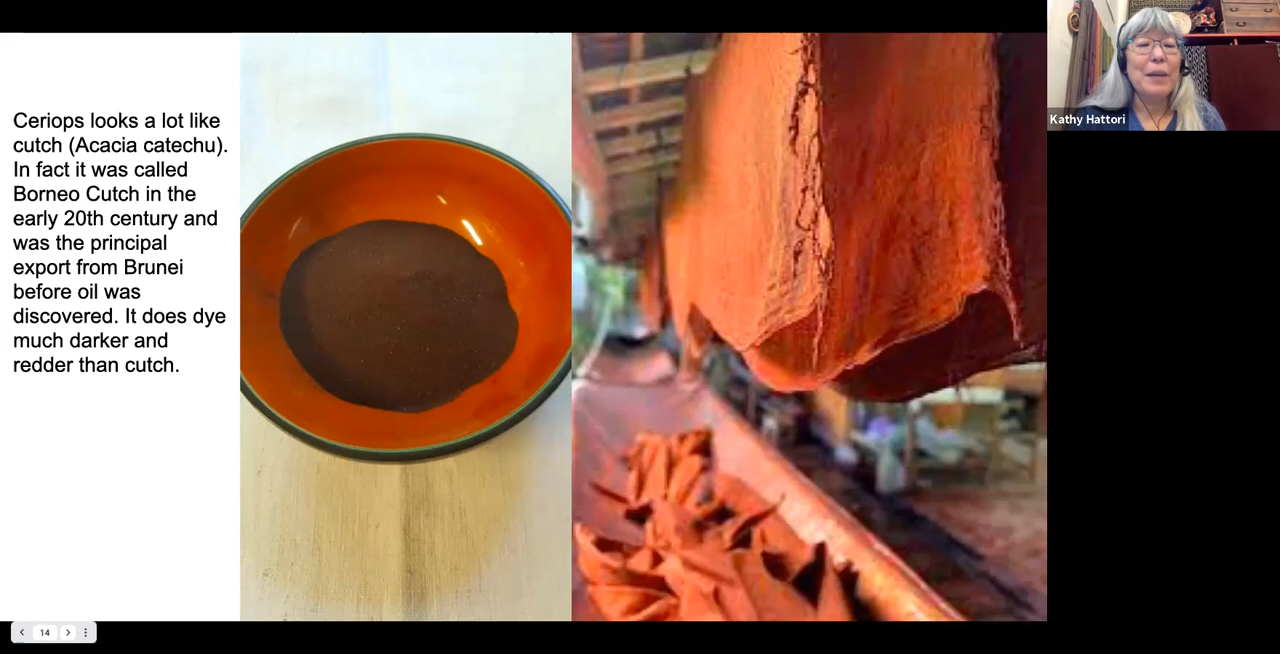 Ceriops looks a lot like
cutch (Acacia catechu).
In fact it was called
Borneo Cutch in the
early 20th century and
was the principal
export from Brunei
before oil was
discovered. It does dye
much darker and
redder than cutch.
Kathy Hattori
14